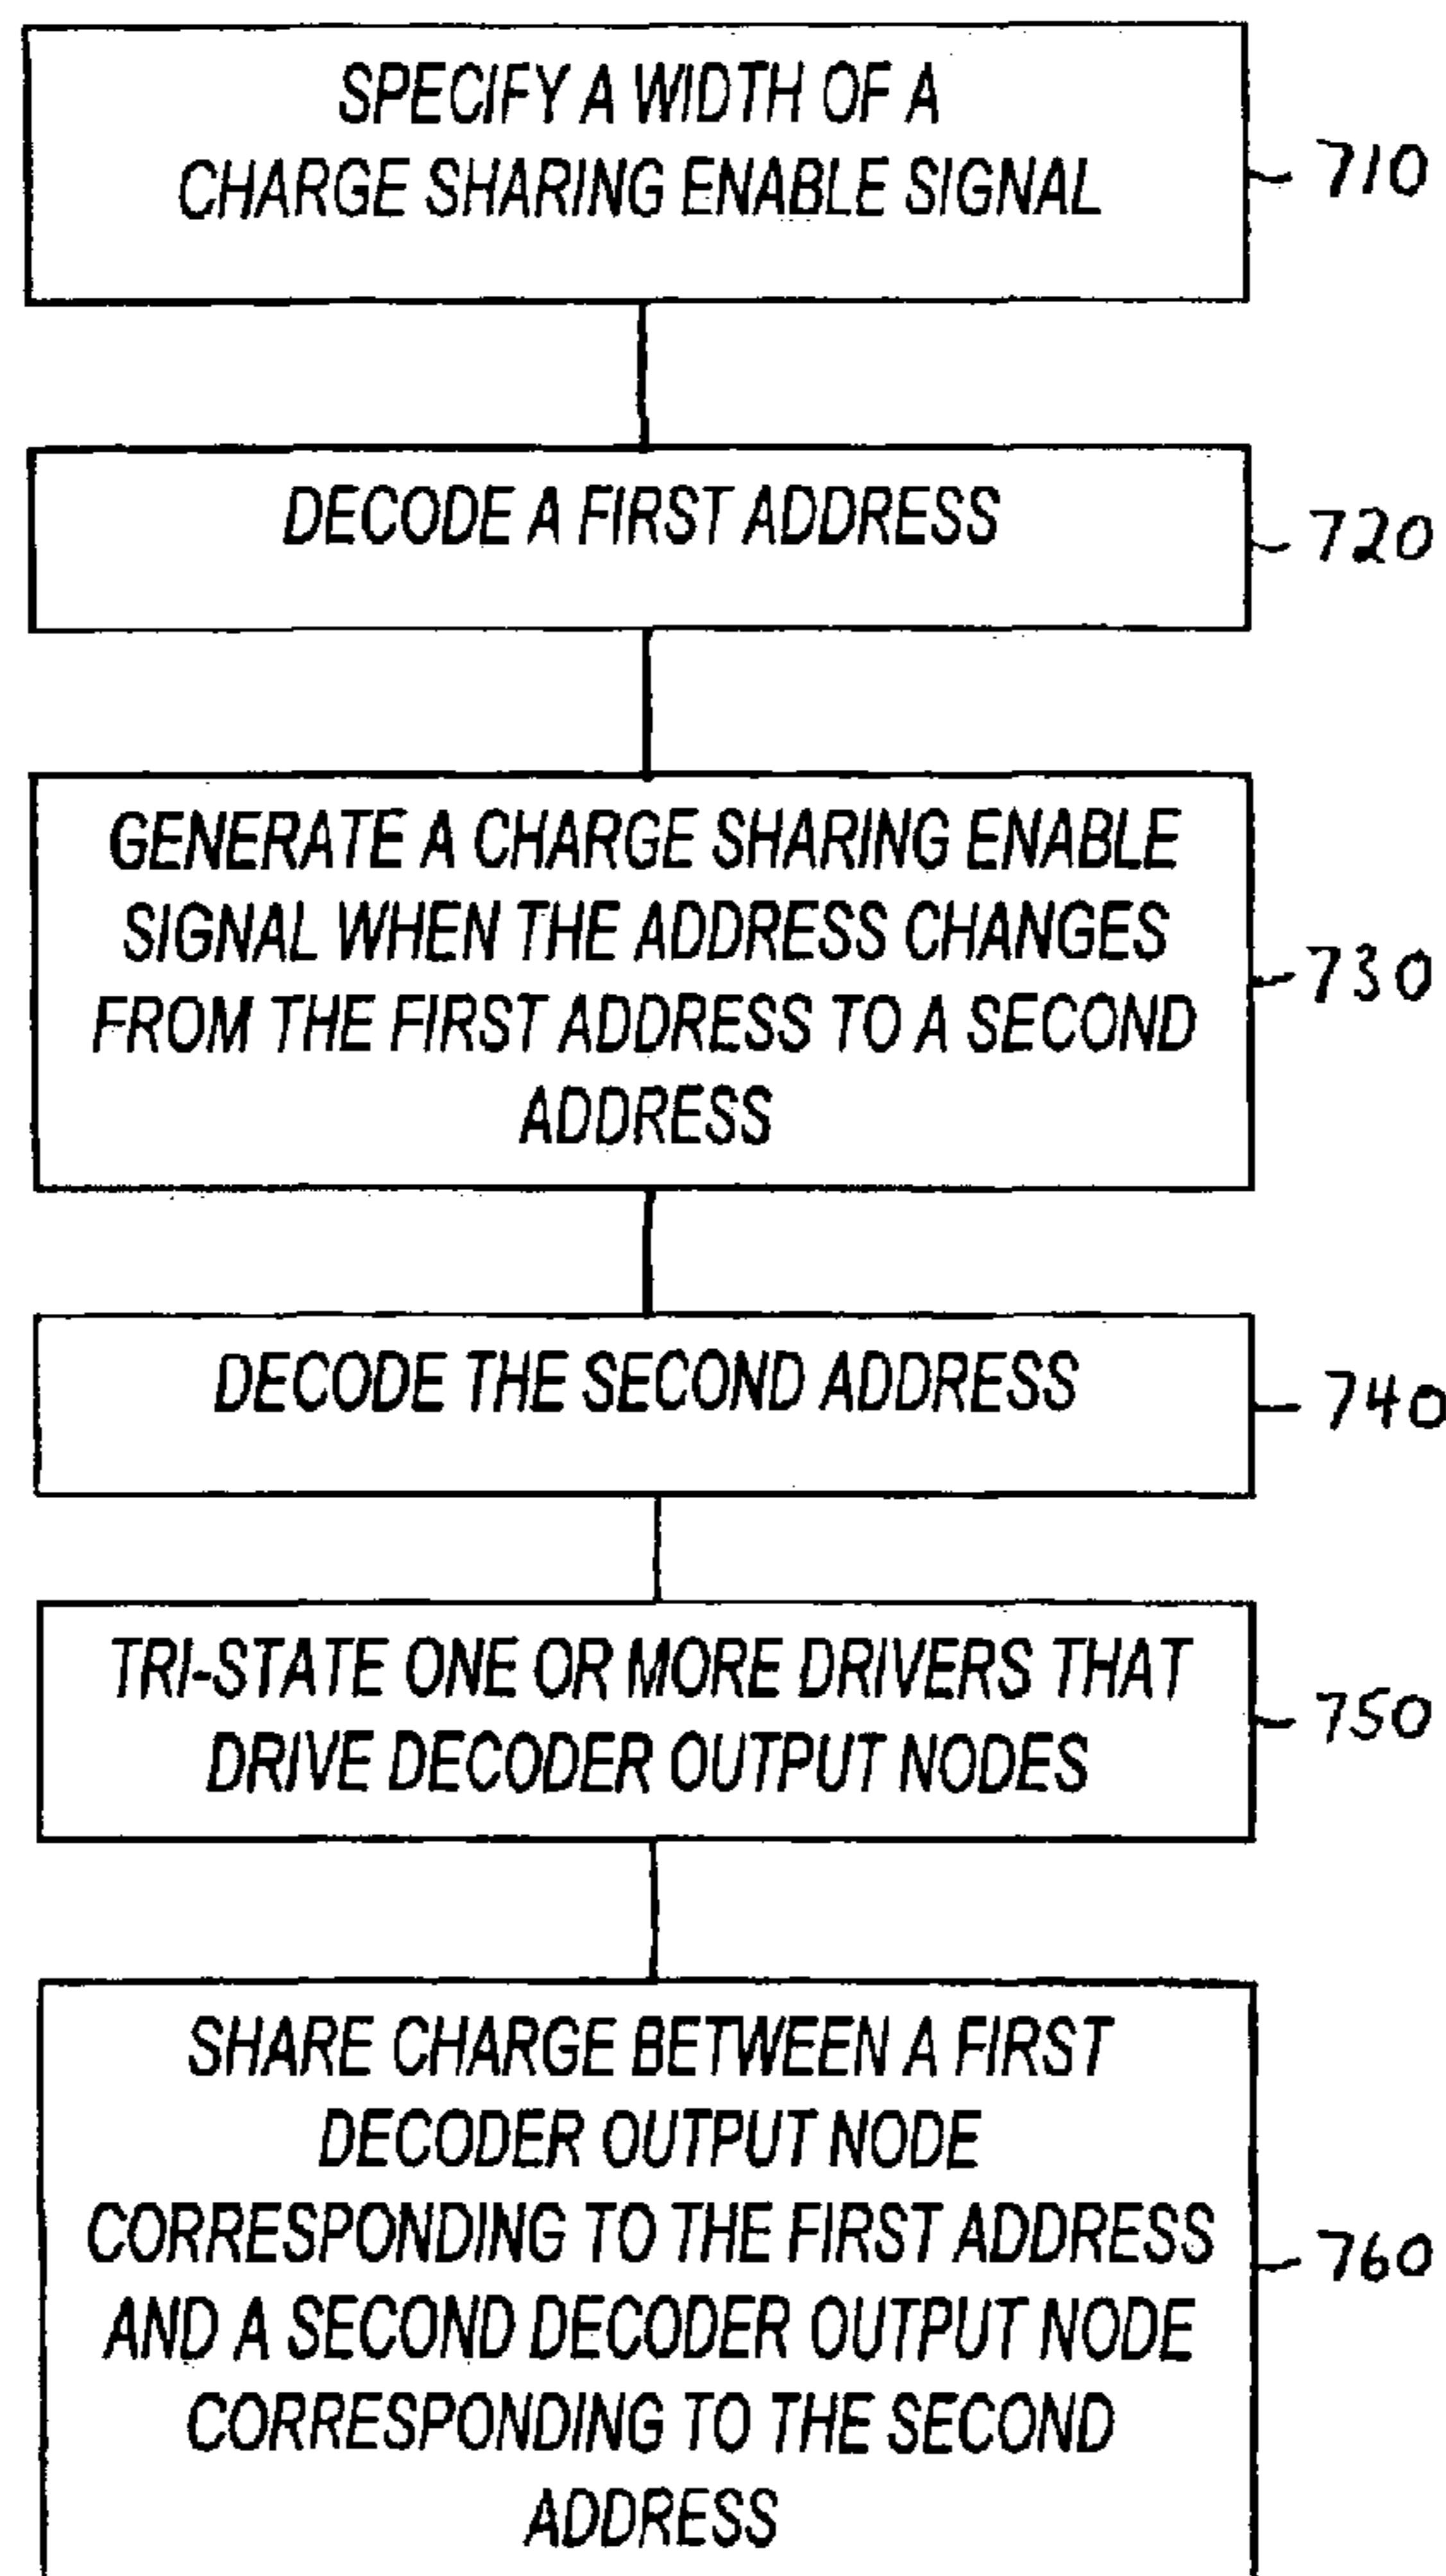 SPECIFY A WIDTH OF A
CHARGE SHARING ENABLE SIGNAL
710
DECODE A FIRST ADDRESS
720
GENERATE A CHARGE SHARING ENABLE
SIGNAL WHEN THE ADDRESS CHANGES
FROM THE FIRST ADDRESS TO A SECOND
ADDRESS
730
DECODE THE SECOND ADDRESS
740
TRI-STATE ONE OR MORE DRIVERS THAT
DRIVE DECODER OUTPUT NODES
750
SHARE CHARGE BETWEEN A FIRST
DECODER OUTPUT NODE
CORRESPONDING TO THE FIRST ADDRESS
AND A SECOND DECODER OUTPUT NODE
CORRESPONDING TO THE SECOND
ADDRESS
760